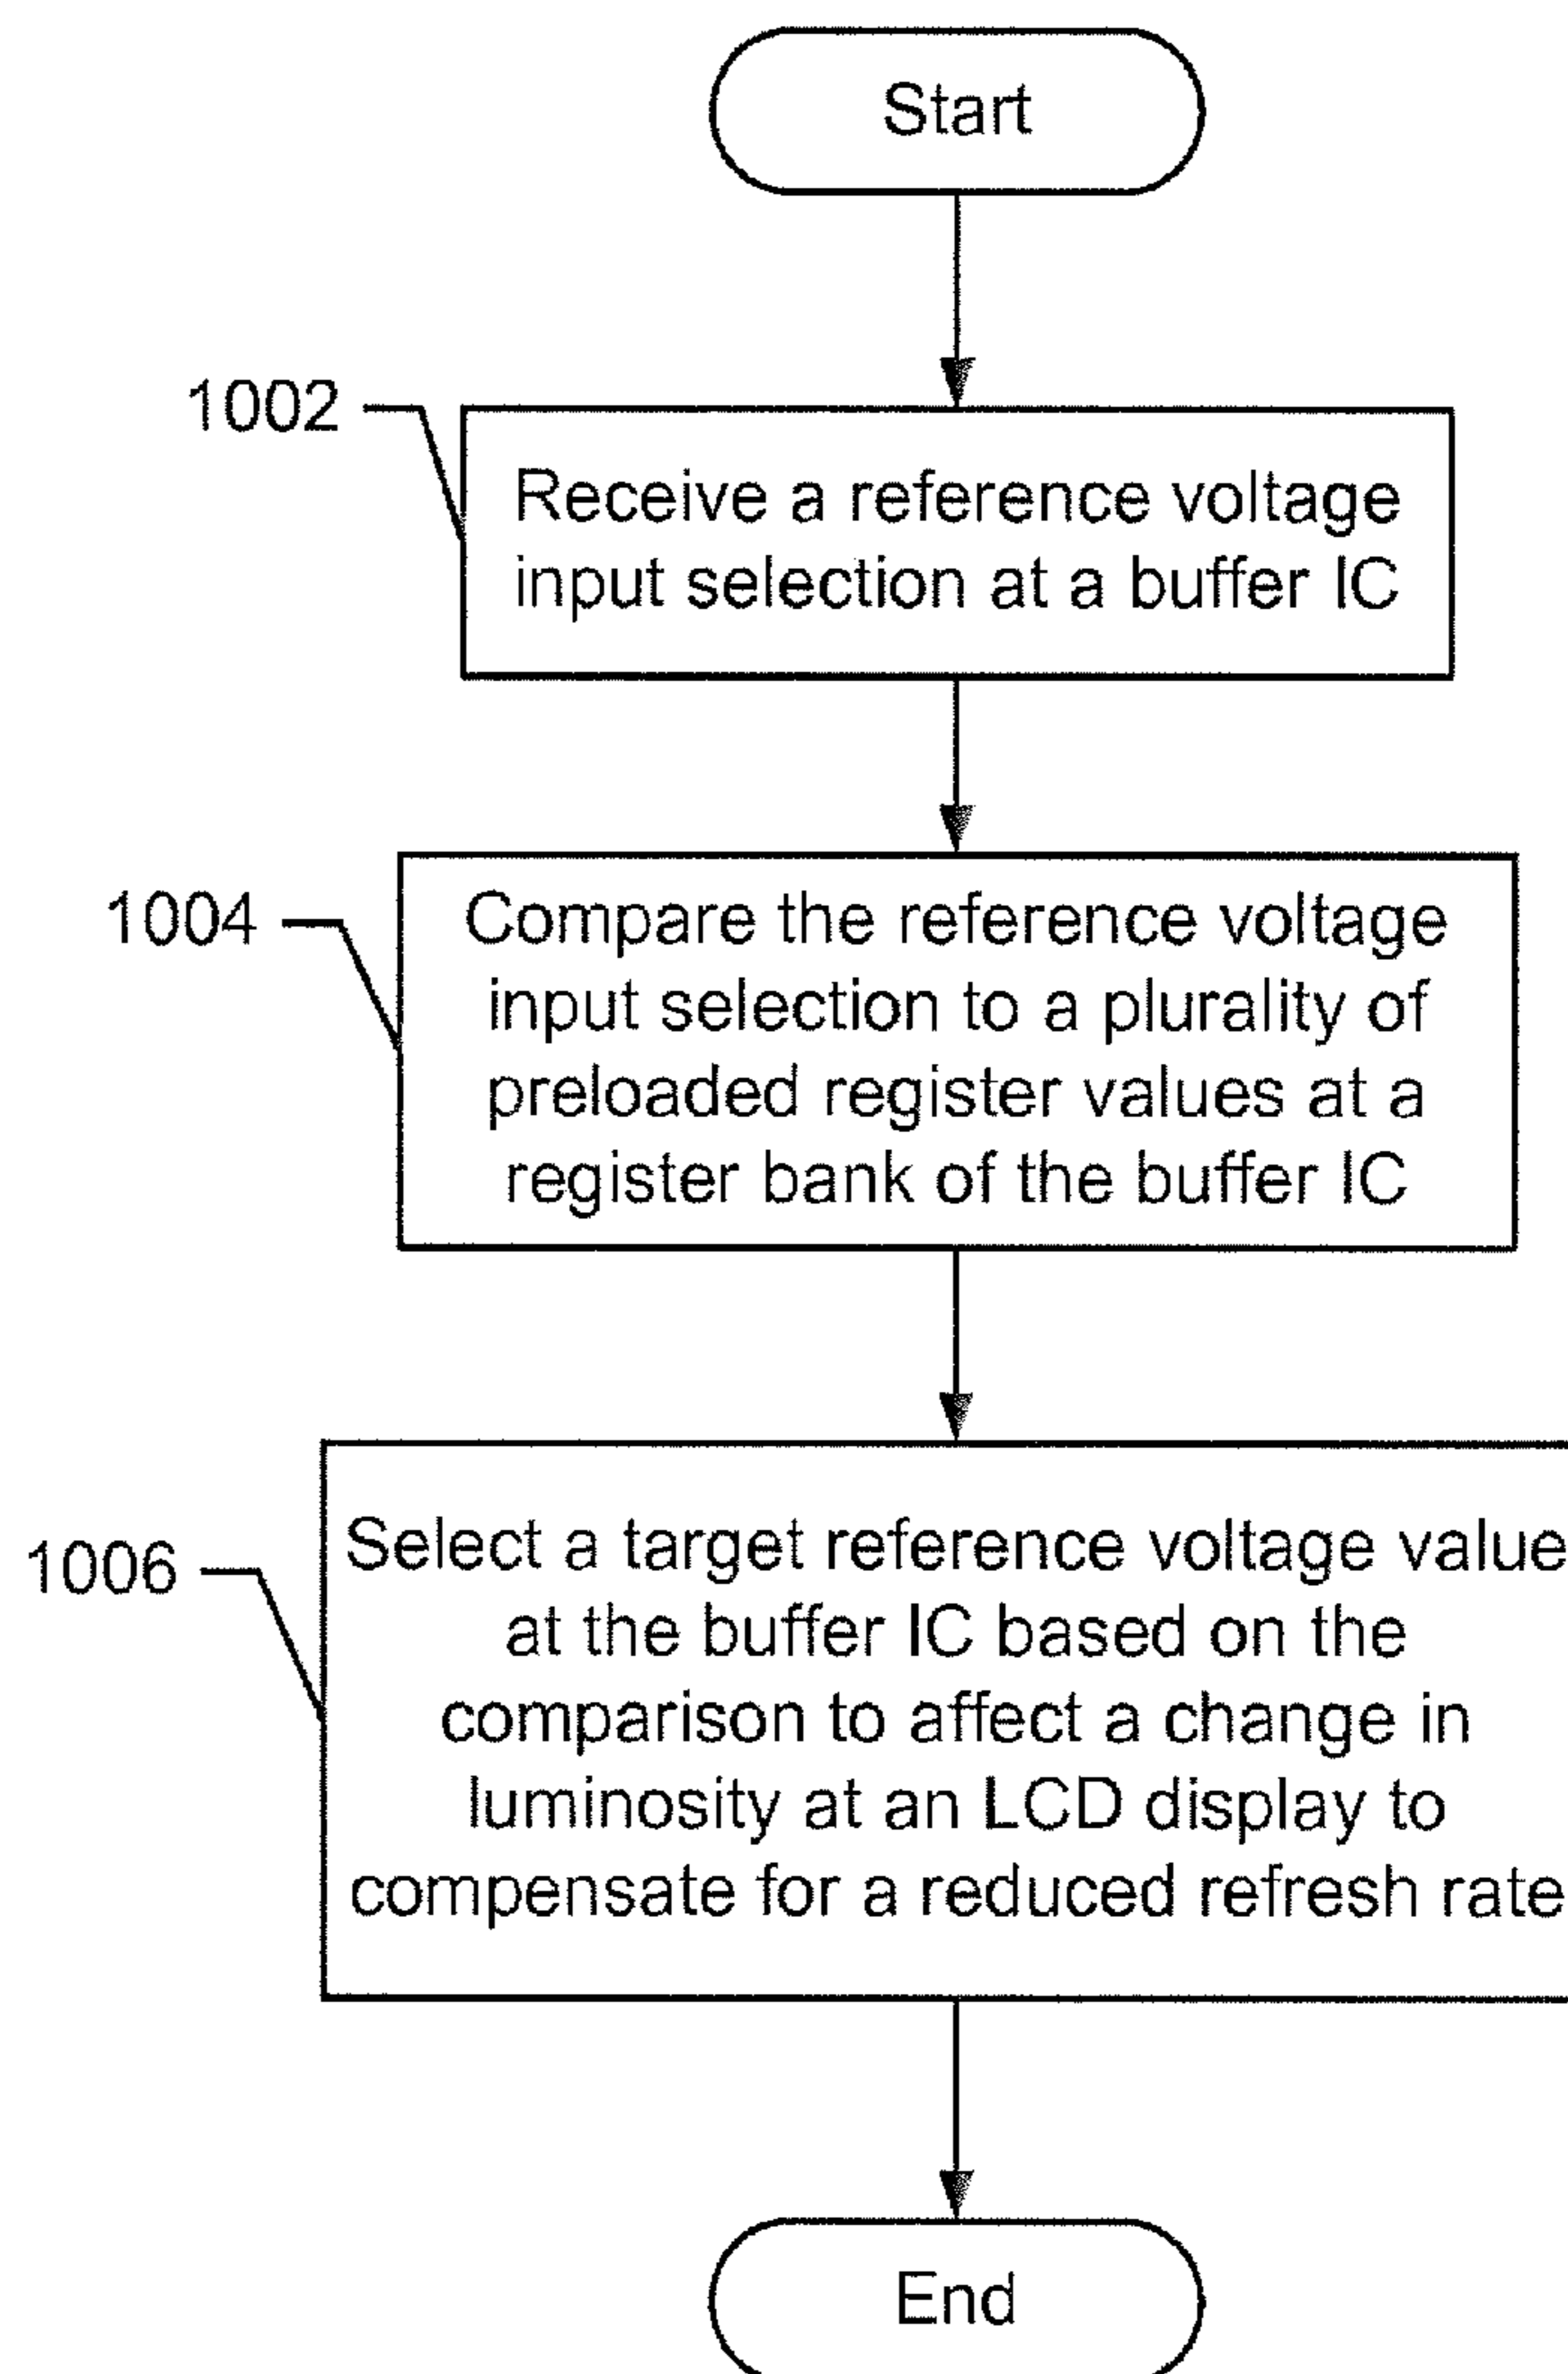 Start
1002
Receive a reference voltage
input selection at a buffer IC
1004
Compare the reference voltage
input selection to a plurality of
preloaded register values at a
register bank of the buffer IC
1006
Select a target reference voltage value
at the buffer IC based on the
comparison to affect a change in
luminosity at an LCD display to
compensate for a reduced refresh rate
End